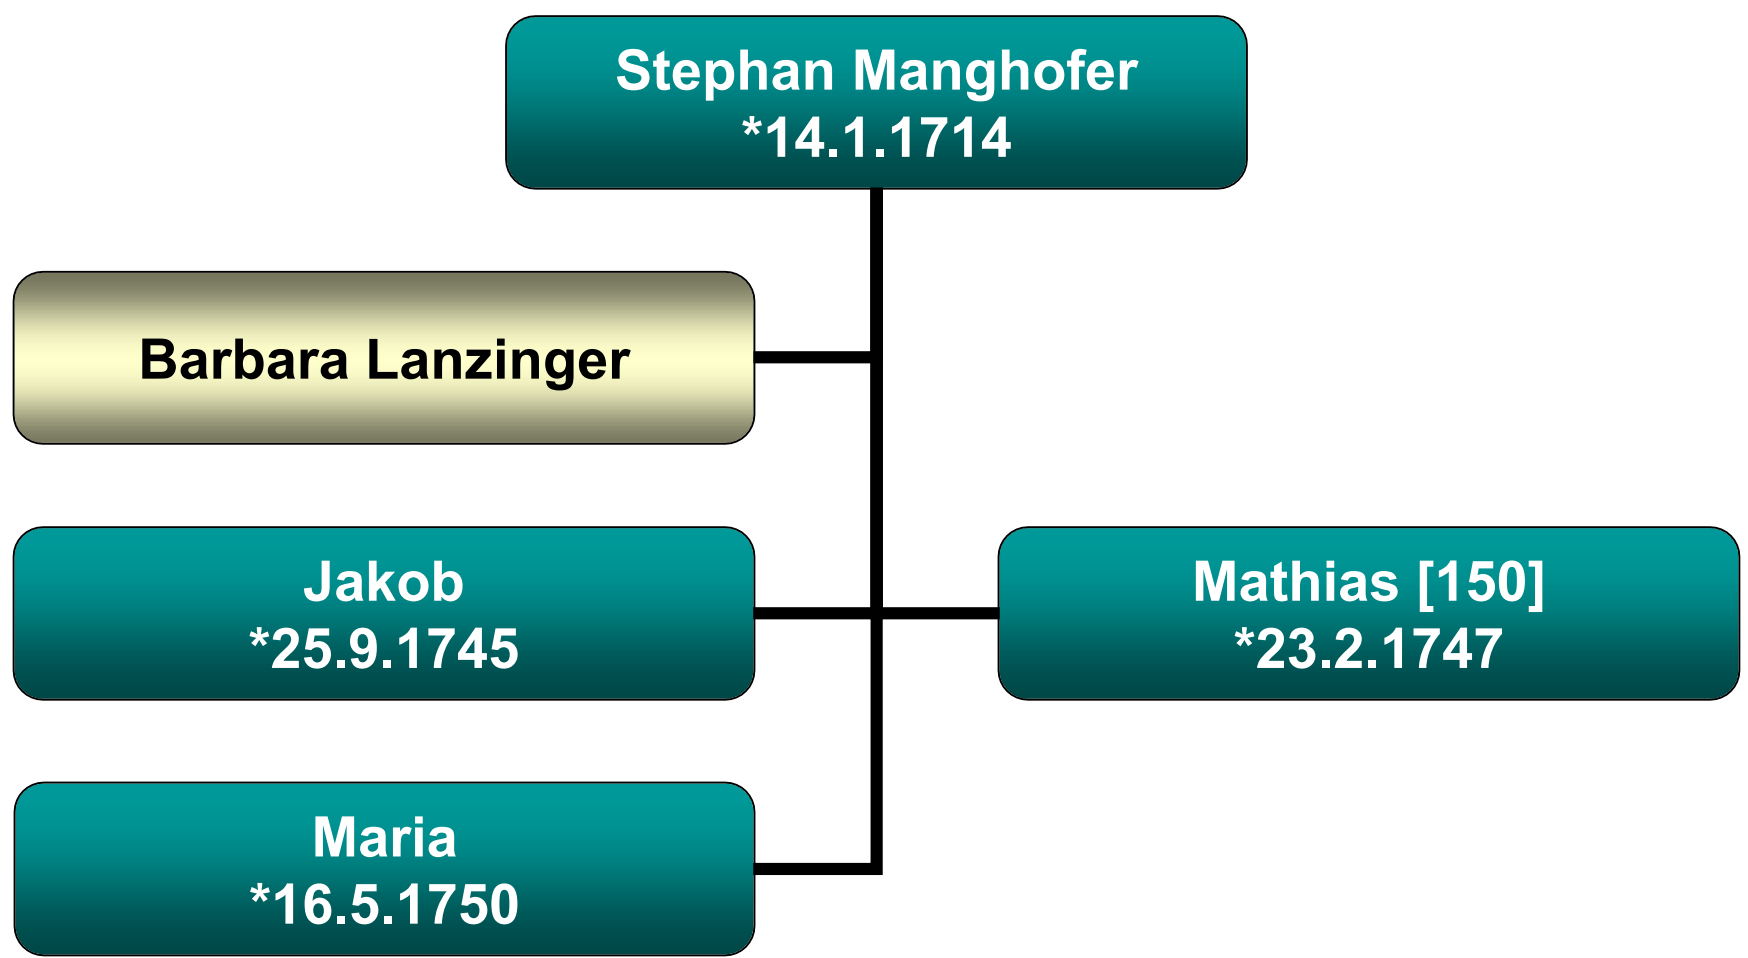 Stephan Manghofer
*14.1.1714
Barbara Lanzinger
Jakob
*25.9.1745
Mathias [150]
*23.2.1747
Maria
*16.5.1750